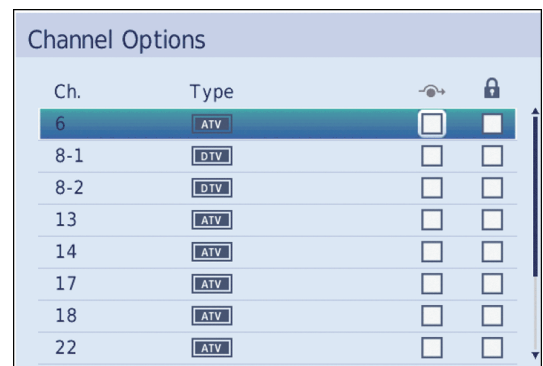 Channel Options
Ch. Type
6 ATV
8-1 DTV
8-2 DTV
13 ATV
14 ATV
17 ATV
18 ATV
22 ATV